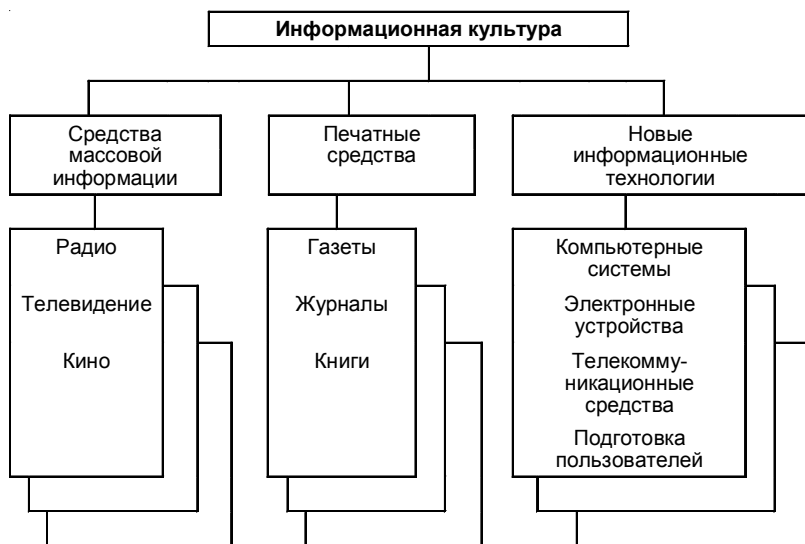 Информационная культура
Средства
массовой
информации
Печатные
средства
Новые
информационные
технологии
Радио
Телевидение
Кино
Газеты
Журналы
Книги
Компьютерные
системы
Электронные
устройства
Телекомму-
никационные
средства
Подготовка
пользователей